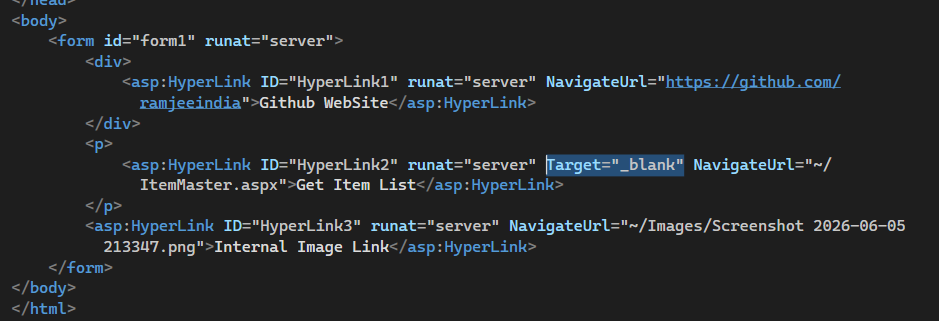 </head>
<body>
<form id="form1" runat="server">
<div>
<asp:HyperLink ID="HyperLink1" runat="server" NavigateUrl="https://github.com/
ramjeeindia">Github WebSite</asp:HyperLink>
</div>
<p>
<asp:HyperLink ID="HyperLink2" runat="server" Target="_blank" NavigateUrl="~/
ItemMaster.aspx">Get Item List</asp:HyperLink>
</p>
<asp:HyperLink ID="HyperLink3" runat="server" NavigateUrl="~/Images/Screenshot 2026-06-05
213347.png">Internal Image Link</asp:HyperLink>
</form>
</body>
</html>